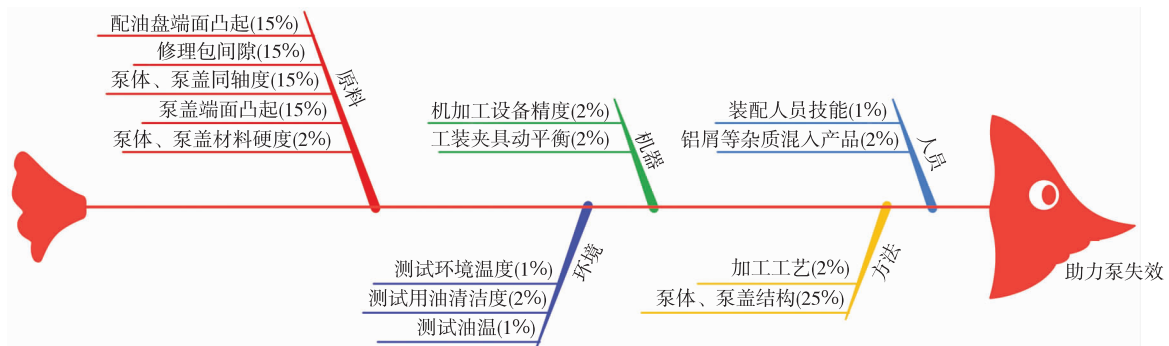 配油盘端面凸起(15%)
修理包间隙(15%)
泵体、泵盖同轴度(15%)
泵盖端面凸起(15%)
泵体、泵盖材料硬度(2%)
原料
机加工设备精度(2%)
工装夹具动平衡(2%)
机器
装配人员技能(1%)
铝屑等杂质混入产品(2%)
人员
测试环境温度(1%)
测试用油清洁度(2%)
测试油温(1%)
环境
加工工艺(2%)
泵体、泵盖结构(25%)
方法
助力泵失效